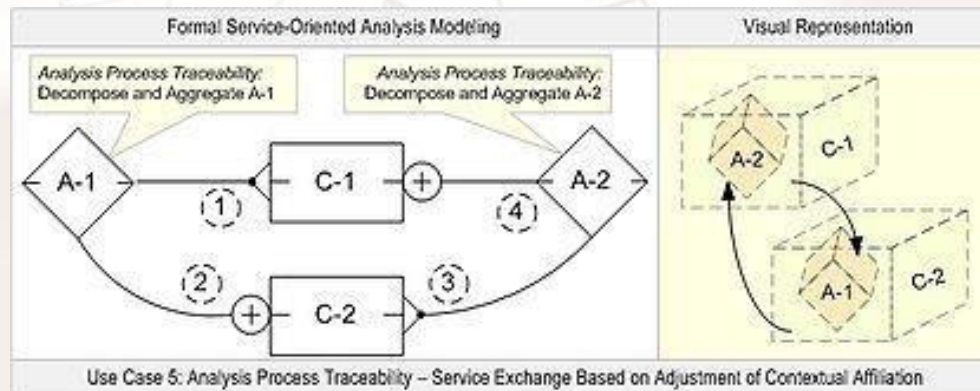 Formal Service-Oriented Analysis Modeling
Visual Representation
Analysis Process Traceability:
Decompose and Aggregate A-1
Analysis Process Traceability:
Decompose and Aggregate A-2
A-1
1
C-1
+
4
A-2
2
+
C-2
3
A-2
C-1
A-1
C-2
Use Case 5: Analysis Process Traceability – Service Exchange Based on Adjustment of Contextual Affiliation